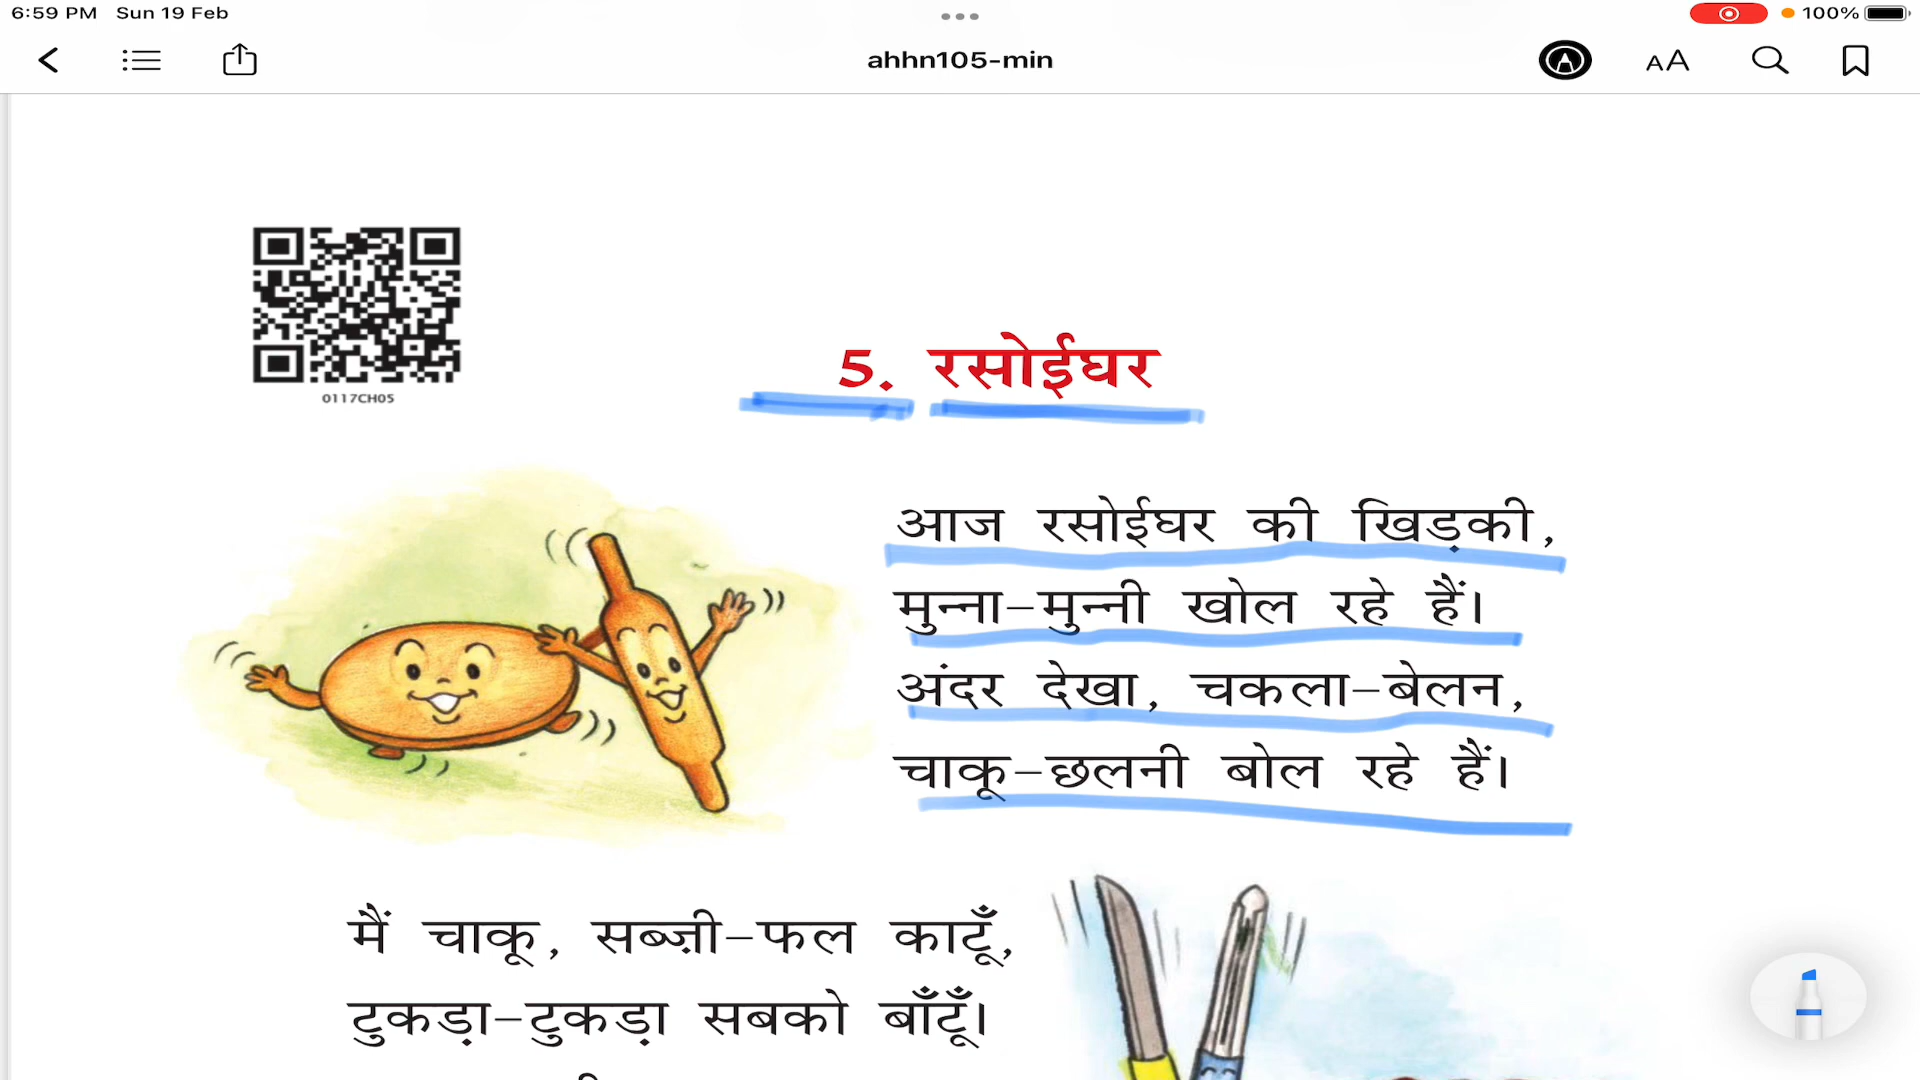 6:59 PM Sun 19 Feb
100%
ahhn105-min
AA
0117CH05
5. रसोईघर
आज रसोईघर की खिड़की,
मुन्ना-मुन्नी खोल रहे हैं।
अंदर देखा, चकला-बेलन,
चाकू-छलनी बोल रहे हैं।
मैं चाकू, सब्ज़ी-फल काटूँ,
टुकड़ा-टुकड़ा सबको बाँटूँ।